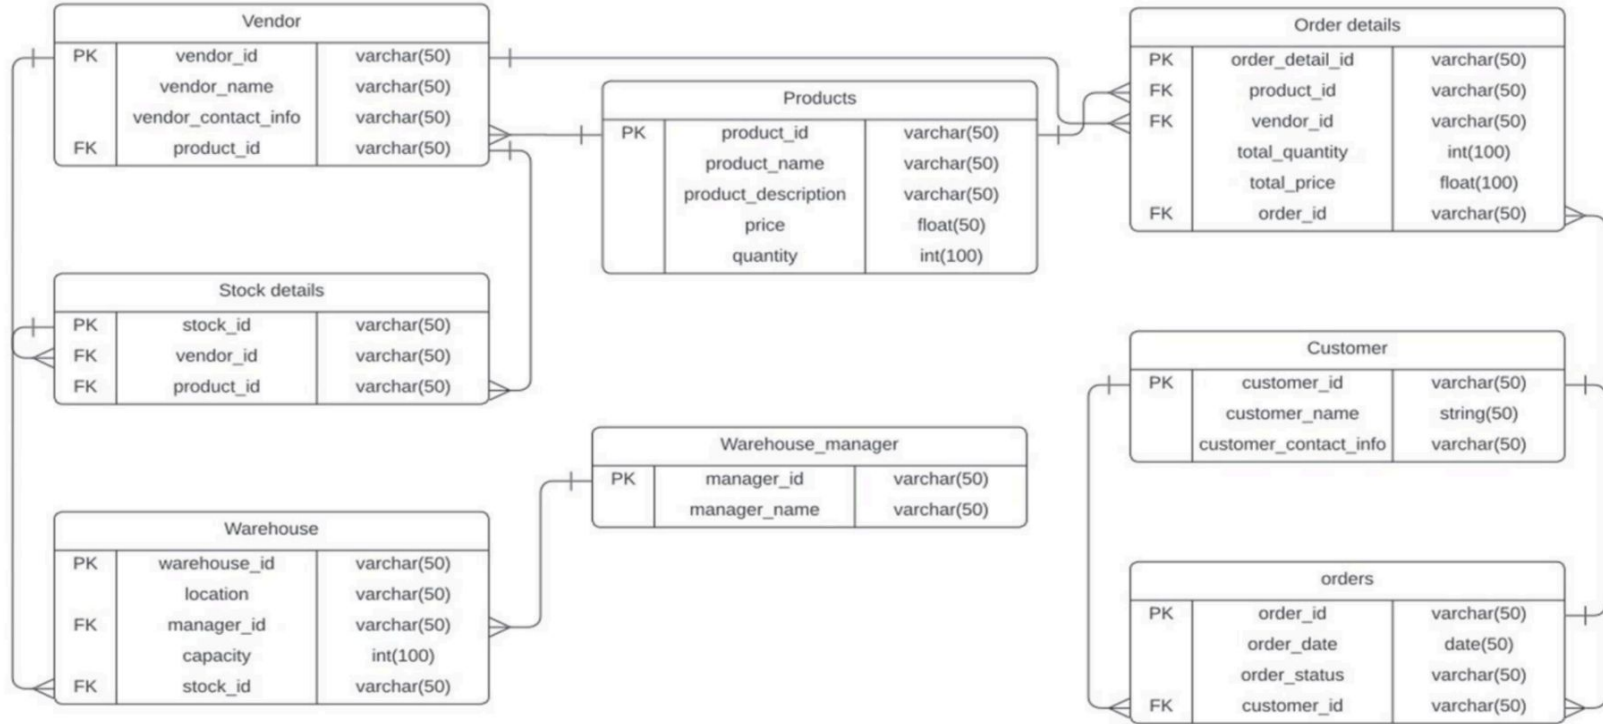 Vendor
PK vendor_id varchar(50)
vendor_name varchar(50)
vendor_contact_info varchar(50)
FK product_id varchar(50)
Products
PK product_id varchar(50)
product_name varchar(50)
product_description varchar(50)
price float(50)
quantity int(100)
Order details
PK order_detail_id varchar(50)
FK product_id varchar(50)
FK vendor_id varchar(50)
total_quantity int(100)
total_price float(100)
FK order_id varchar(50)
Stock details
PK stock_id varchar(50)
FK vendor_id varchar(50)
FK product_id varchar(50)
Customer
PK customer_id varchar(50)
customer_name string(50)
customer_contact_info varchar(50)
Warehouse_manager
PK manager_id varchar(50)
manager_name varchar(50)
Warehouse
PK warehouse_id varchar(50)
location varchar(50)
FK manager_id varchar(50)
capacity int(100)
FK stock_id varchar(50)
orders
PK order_id varchar(50)
order_date date(50)
order_status varchar(50)
FK customer_id varchar(50)